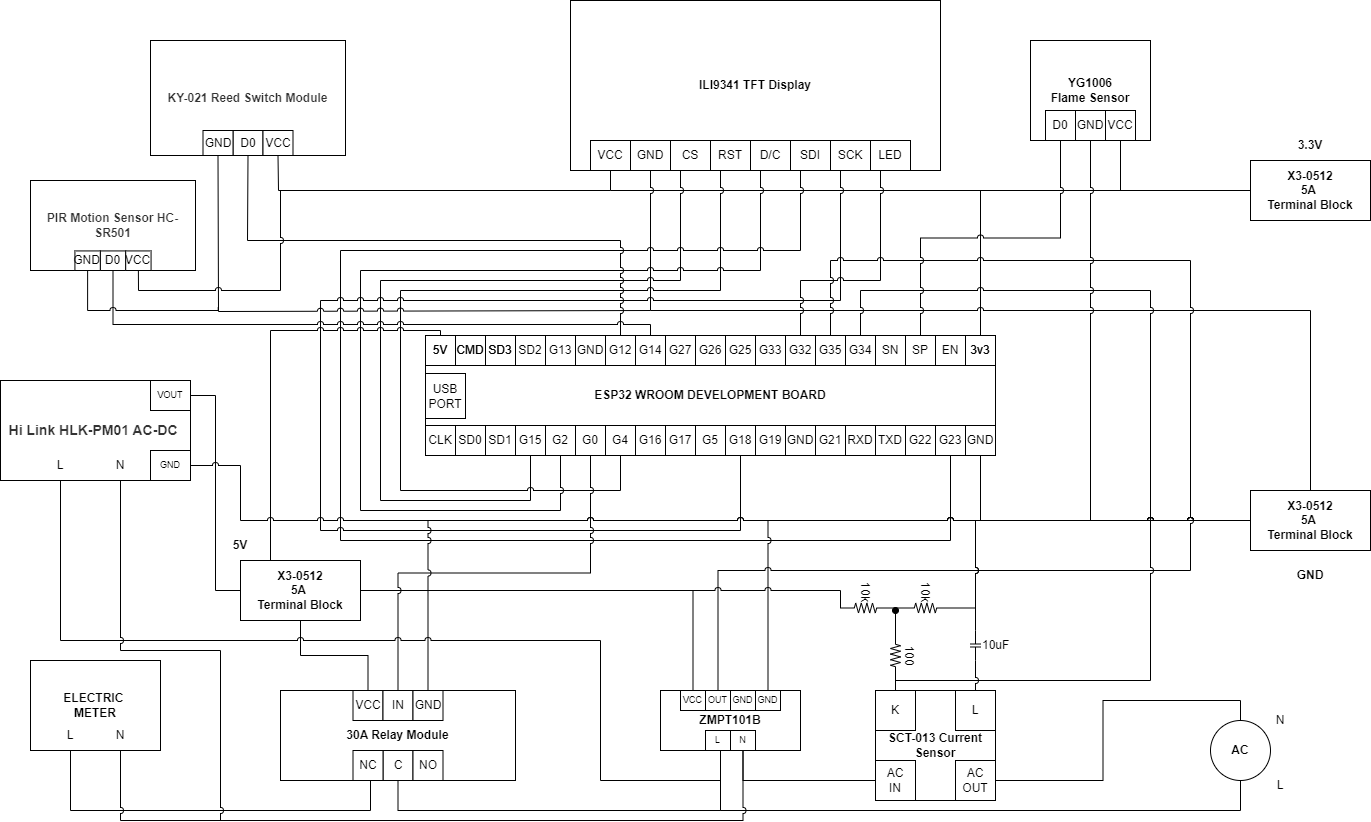 ILI9341 TFT Display
VCC GND CS RST D/C SDI SCK LED
KY-021 Reed Switch Module
GND D0 VCC
YG1006
Flame Sensor
D0 GND VCC
3.3V
X3-0512
5A
Terminal Block
PIR Motion Sensor HC-
SR501
GND D0 VCC
5V CMD SD3 SD2 G13 GND G12 G14 G27 G26 G25 G33 G32 G35 G34 SN SP EN 3v3
USB
PORT
ESP32 WROOM DEVELOPMENT BOARD
CLK SD0 SD1 G15 G2 G0 G4 G16 G17 G5 G18 G19 GND G21 RXD TXD G22 G23 GND
VOUT
Hi Link HLK-PM01 AC-DC
L N GND
X3-0512
5A
Terminal Block
GND
5V
X3-0512
5A
Terminal Block
10k
10k
100
10uF
ELECTRIC
METER
L N
VCC IN GND
30A Relay Module
NC C NO
VCC OUT GND GND
ZMPT101B
L N
K L
SCT-013 Current
Sensor
AC
IN
AC
OUT
N
AC
L